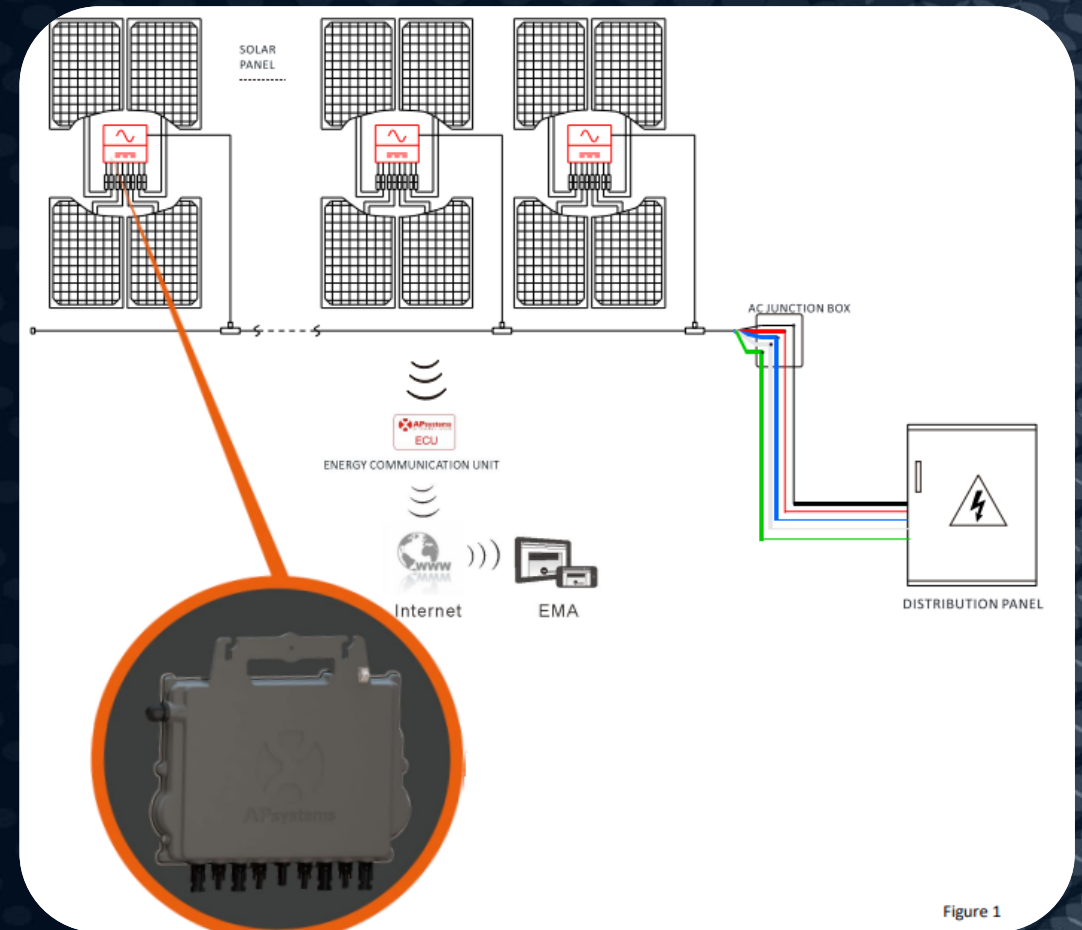 SOLAR
PANEL
AC JUNCTION BOX
APsystems
ECU
ENERGY COMMUNICATION UNIT
WWW
Internet
EMA
DISTRIBUTION PANEL
APsystems
Figure 1